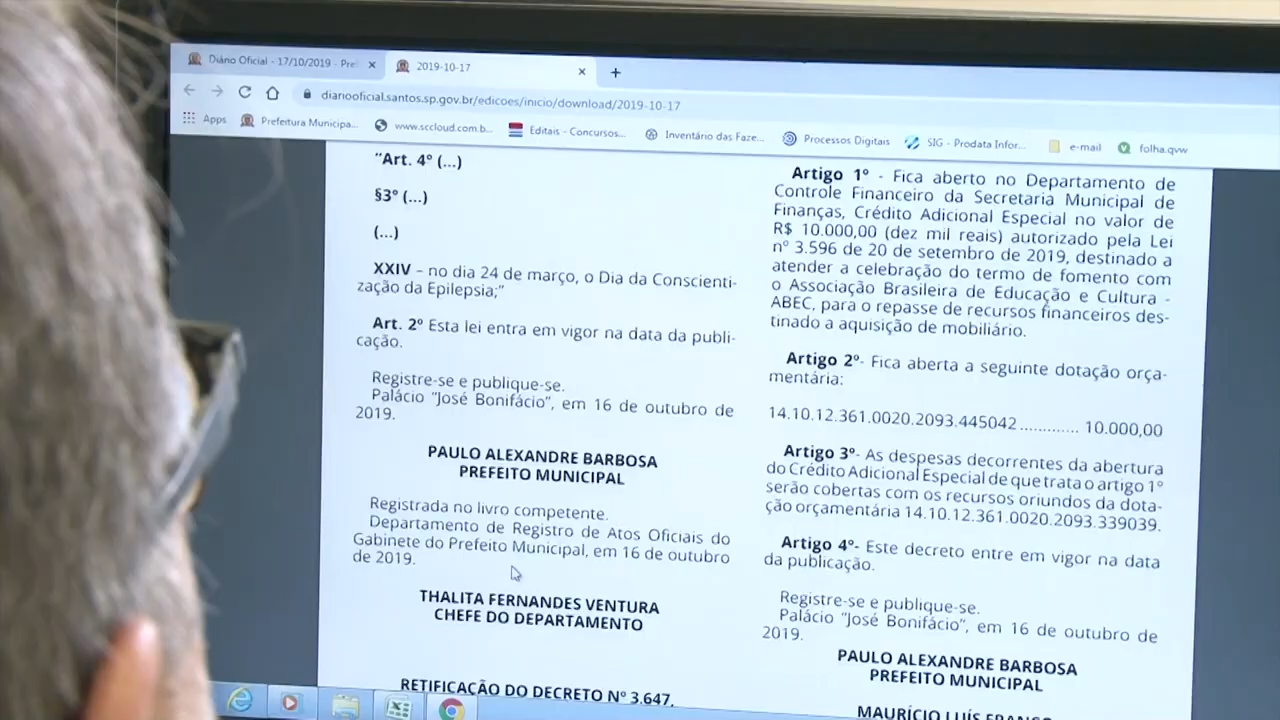 Diário Oficial - 17/10/2019 - Pre
2019-10-17
diariooficial.santos.sp.gov.br/edicoes/inicio/download/2019-10-17
Apps
Prefeitura Municipa...
www.sccloud.com.b...
Editais - Concursos...
Inventário das Faze...
Processos Digitais
SIG - Prodata Infor...
e-mail
folha.qvw
"Art. 4º (...)
§3º (...)
(...)
XXIV – no dia 24 de março, o Dia da Conscienti-
zação da Epilepsia;"
Art. 2º Esta lei entra em vigor na data da publi-
cação.
Registre-se e publique-se.
Palácio "José Bonifácio", em 16 de outubro de
2019.
PAULO ALEXANDRE BARBOSA
PREFEITO MUNICIPAL
Registrada no livro competente.
Departamento de Registro de Atos Oficiais do
Gabinete do Prefeito Municipal, em 16 de outubro
de 2019.
THALITA FERNANDES VENTURA
CHEFE DO DEPARTAMENTO
RETIFICAÇÃO DO DECRETO Nº 3.647,
Artigo 1º - Fica aberto no Departamento de
Controle Financeiro da Secretaria Municipal de
Finanças, Crédito Adicional Especial no valor de
R$ 10.000,00 (dez mil reais) autorizado pela Lei
nº 3.596 de 20 de setembro de 2019, destinado a
atender a celebração do termo de fomento com
o Associação Brasileira de Educação e Cultura -
ABEC, para o repasse de recursos financeiros des-
tinado a aquisição de mobiliário.
Artigo 2º- Fica aberta a seguinte dotação orça-
mentária:
14.10.12.361.0020.2093.445042............. 10.000,00
Artigo 3º- As despesas decorrentes da abertura
do Crédito Adicional Especial de que trata o artigo 1º
serão cobertas com os recursos oriundos da dota-
ção orçamentária 14.10.12.361.0020.2093.339039.
Artigo 4º- Este decreto entre em vigor na data
da publicação.
Registre-se e publique-se.
Palácio "José Bonifácio", em 16 de outubro de
2019.
PAULO ALEXANDRE BARBOSA
PREFEITO MUNICIPAL
MAURÍCIO LUÍS FRANCO